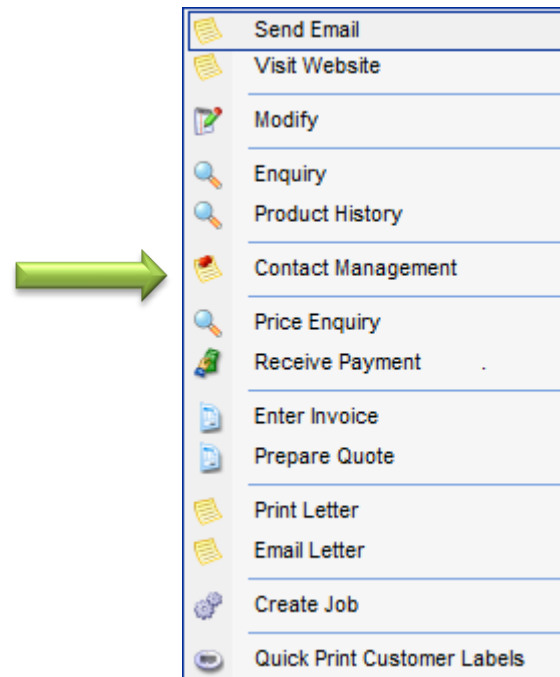 Send Email
Visit Website
Modify
Enquiry
Product History
Contact Management
Price Enquiry
Receive Payment .
Enter Invoice
Prepare Quote
Print Letter
Email Letter
Create Job
Quick Print Customer Labels